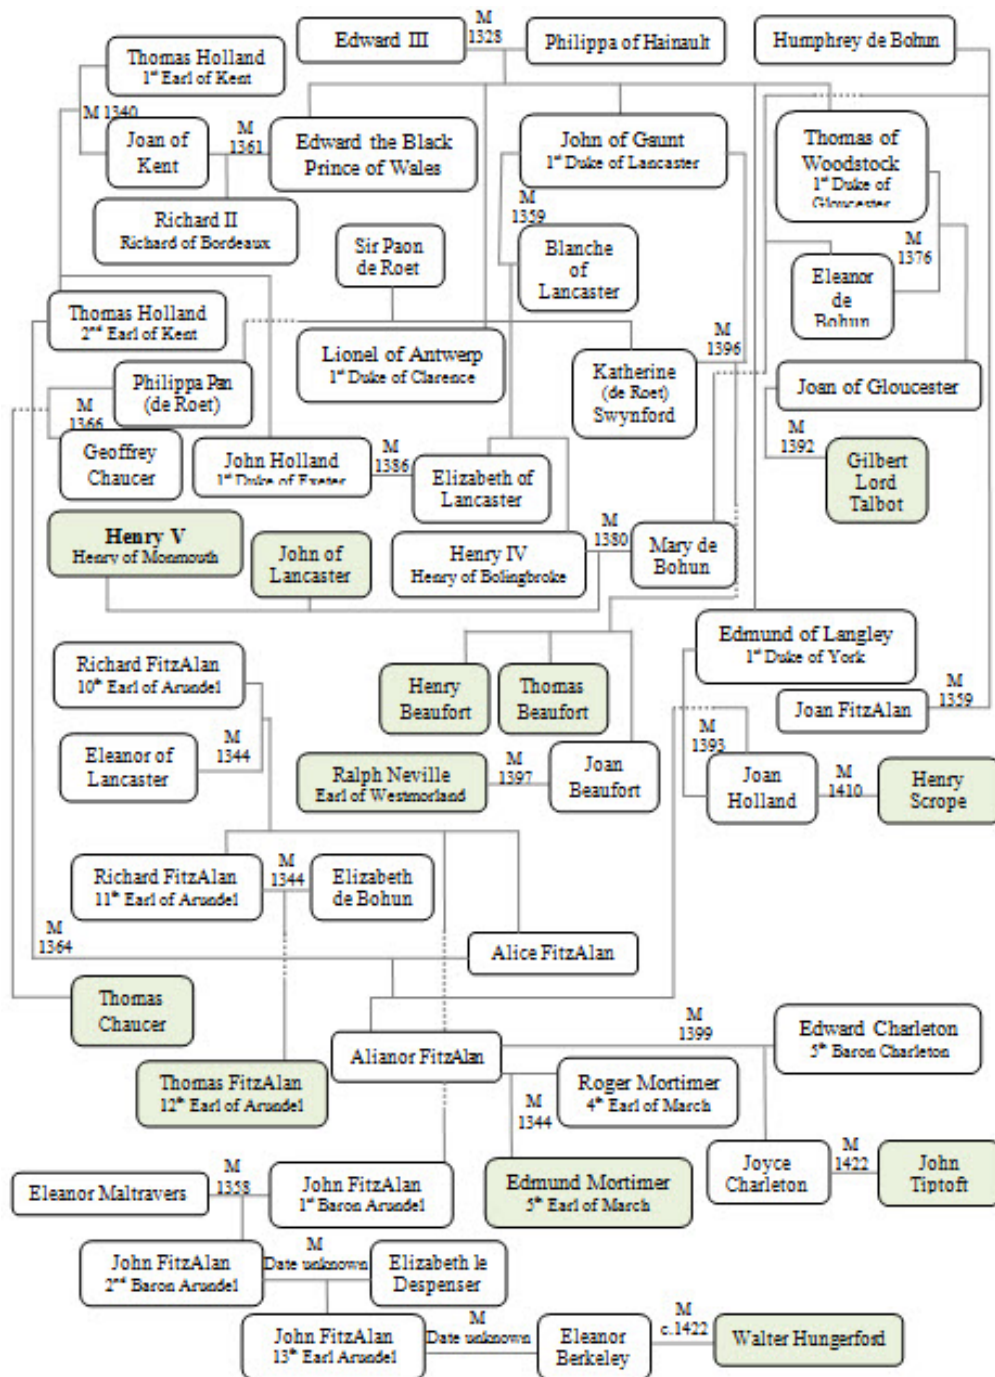 Edward III
M
1328
Philippa of Hainault
Humphrey de Bohun
Thomas Holland
1st Earl of Kent
M 1340
Joan of
Kent
M
1361
Edward the Black
Prince of Wales
John of Gaunt
1st Duke of Lancaster
Thomas of
Woodstock
1st Duke of
Gloucester
M
1359
Richard II
Richard of Bordeaux
Sir Paon
de Roet
Blanche
of
Lancaster
M
1376
Eleanor
de
Bohun
Thomas Holland
2nd Earl of Kent
Lionel of Antwerp
1st Duke of Clarence
M
1396
Katherine
(de Roet)
Swynford
Philippa Pan
(de Roet)
Joan of Gloucester
M
1366
Geoffrey
Chaucer
John Holland
1st Duke of Exeter
M
1386
Elizabeth of
Lancaster
M
1392
Gilbert
Lord
Talbot
Henry V
Henry of Monmouth
John of
Lancaster
Henry IV
Henry of Bolingbroke
M
1380
Mary de
Bohun
Edmund of Langley
1st Duke of York
Richard FitzAlan
10th Earl of Arundel
Henry
Beaufort
Thomas
Beaufort
Joan FitzAlan
M
1359
Eleanor of
Lancaster
M
1344
Ralph Neville
Earl of Westmorland
M
1397
Joan
Beaufort
M
1393
Joan
Holland
M
1410
Henry
Scrope
Richard FitzAlan
11th Earl of Arundel
M
1344
Elizabeth
de Bohun
M
1364
Alice FitzAlan
Thomas
Chaucer
Alianor FitzAlan
M
1399
Edward Charleton
5th Baron Charleton
Thomas FitzAlan
12th Earl of Arundel
M
1344
Roger Mortimer
4th Earl of March
Eleanor Maltravers
M
1358
John FitzAlan
1st Baron Arundel
Edmund Mortimer
5th Earl of March
Joyce
Charleton
M
1422
John
Tiptoft
John FitzAlan
2nd Baron Arundel
M
Date unknown
Elizabeth le
Despenser
John FitzAlan
13th Earl Arundel
M
Date unknown
Eleanor
Berkeley
M
c.1422
Walter Hungerford